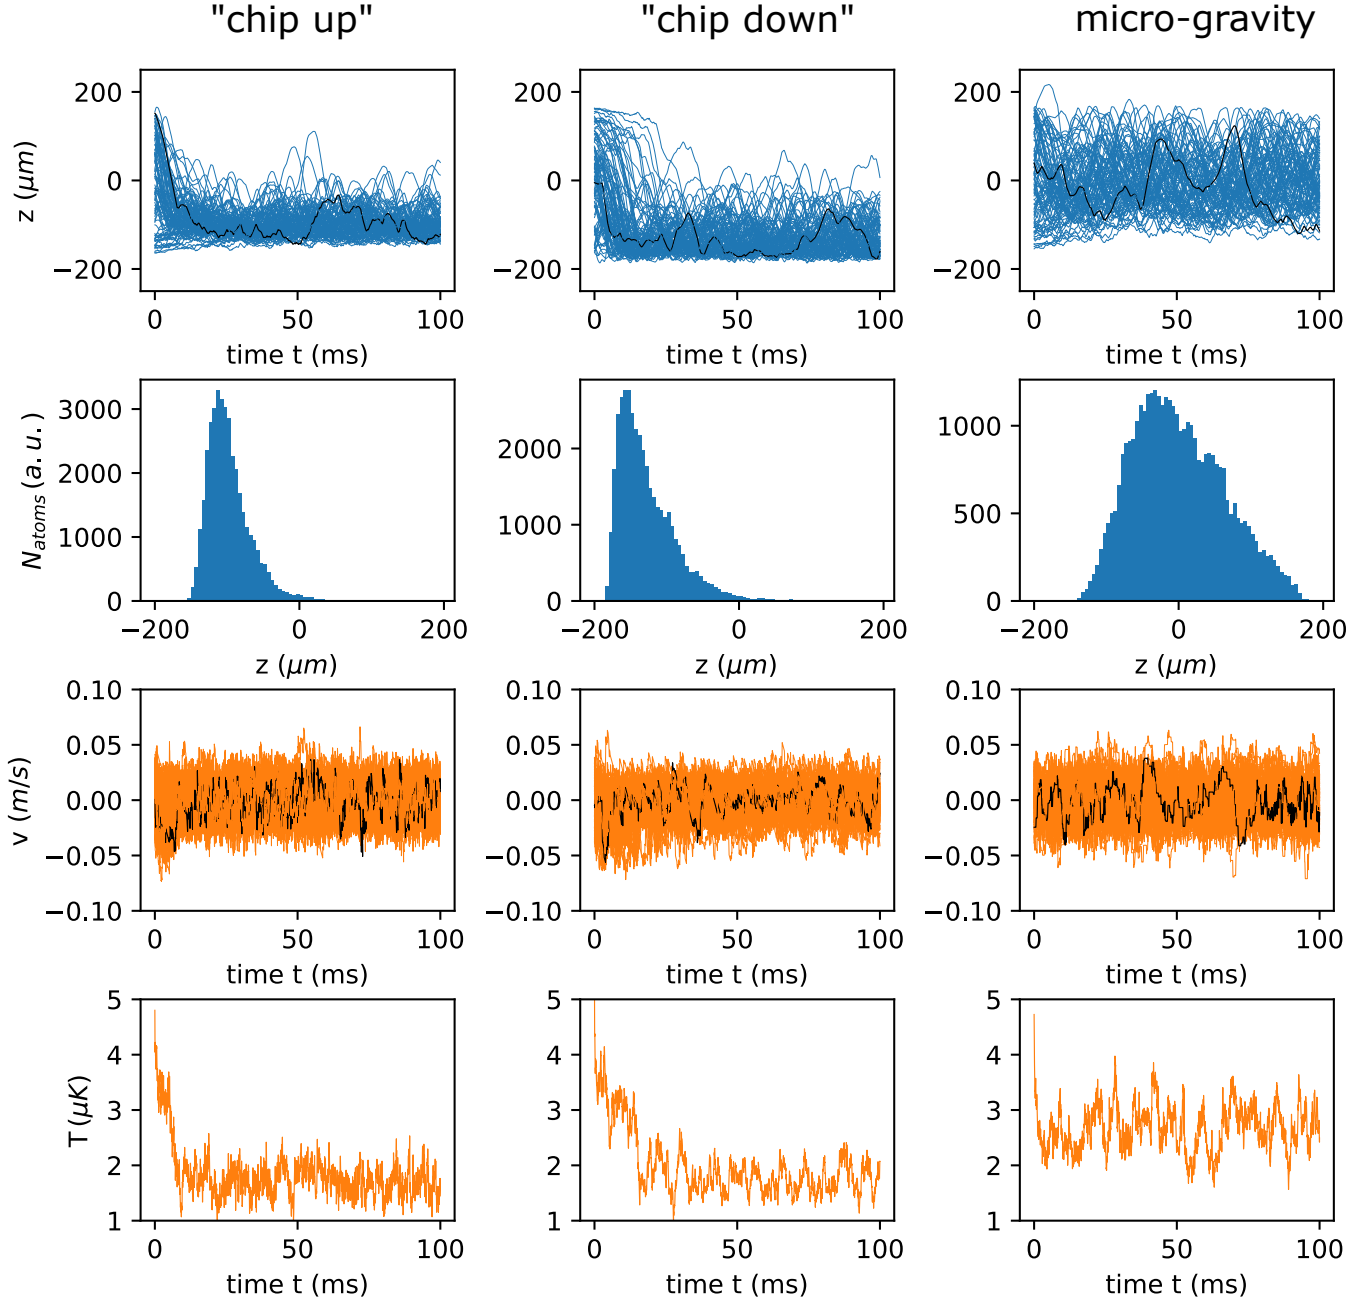 "chip up" "chip down" micro-gravity
200 200 200
0 0 0
−200 −200 −200
z (μm)
0 50 100 0 50 100 0 50 100
time t (ms) time t (ms) time t (ms)
3000
2000
1000
0
2000
1000
0
1000
500
0
N_atoms (a. u.)
−200 0 200 −200 0 200 −200 0 200
z (μm) z (μm) z (μm)
0.10 0.10 0.10
0.05 0.05 0.05
0.00 0.00 0.00
−0.05 −0.05 −0.05
−0.10 −0.10 −0.10
v (m/s)
0 50 100 0 50 100 0 50 100
time t (ms) time t (ms) time t (ms)
5 5 5
4 4 4
3 3 3
2 2 2
1 1 1
T (μK)
0 50 100 0 50 100 0 50 100
time t (ms) time t (ms) time t (ms)